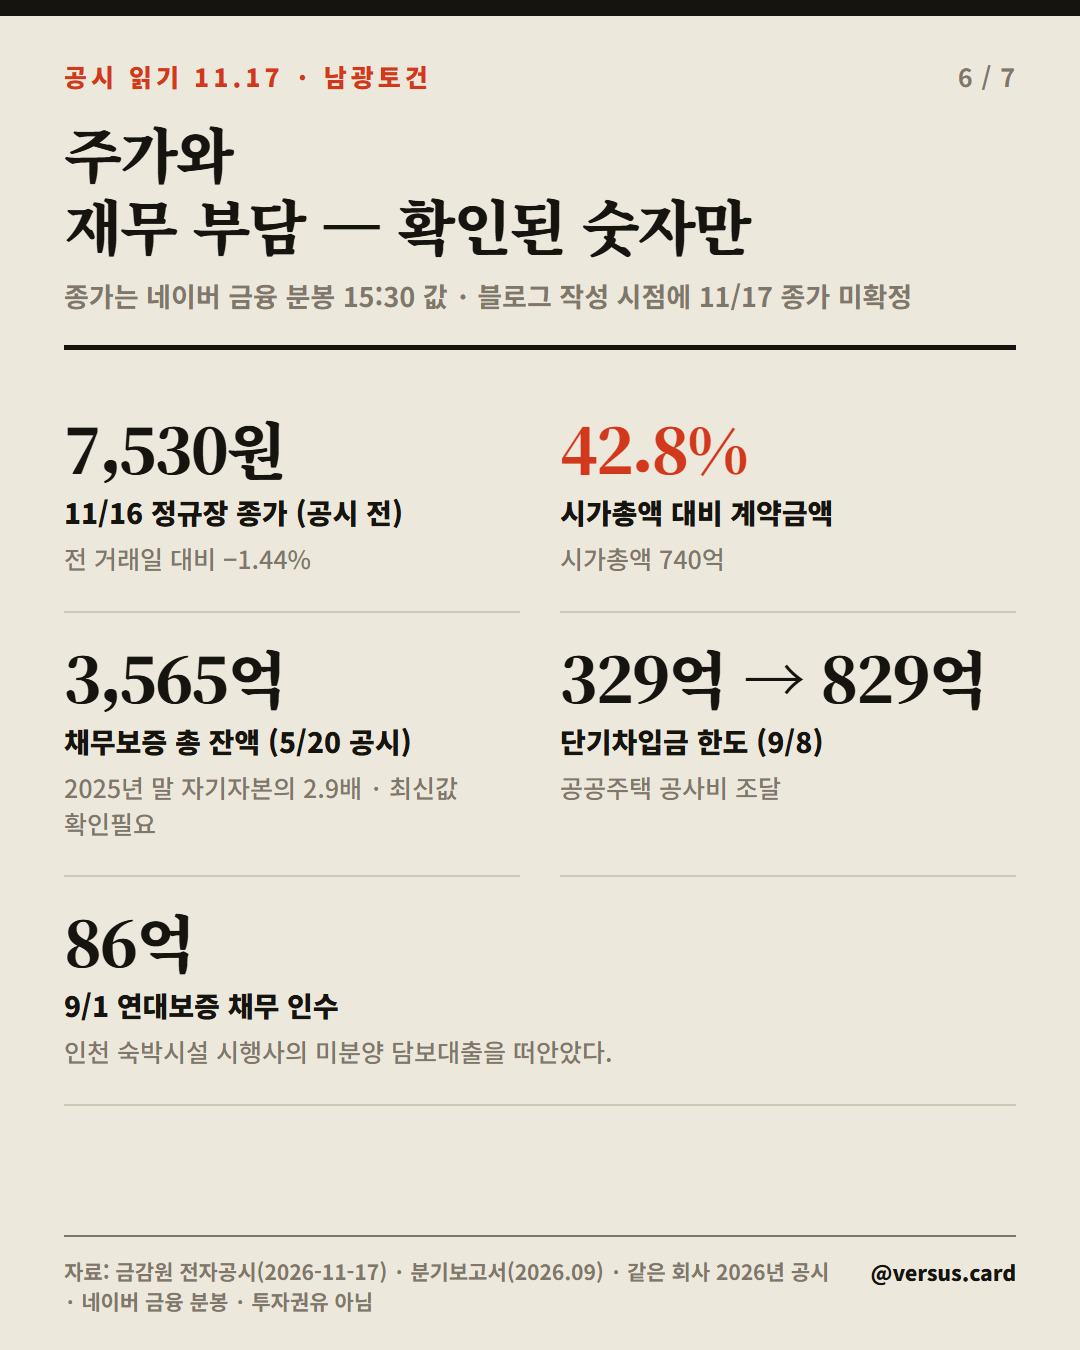 공시 읽기 11.17 · 남광토건
6 / 7
주가와
재무 부담 — 확인된 숫자만
종가는 네이버 금융 분봉 15:30 값 · 블로그 작성 시점에 11/17 종가 미확정
7,530원
11/16 정규장 종가 (공시 전)
전 거래일 대비 −1.44%
42.8%
시가총액 대비 계약금액
시가총액 740억
3,565억
채무보증 총 잔액 (5/20 공시)
2025년 말 자기자본의 2.9배 · 최신값
확인필요
329억 → 829억
단기차입금 한도 (9/8)
공공주택 공사비 조달
86억
9/1 연대보증 채무 인수
인천 숙박시설 시행사의 미분양 담보대출을 떠안았다.
자료: 금감원 전자공시(2026-11-17) · 분기보고서(2026.09) · 같은 회사 2026년 공시
· 네이버 금융 분봉 · 투자권유 아님
@versus.card